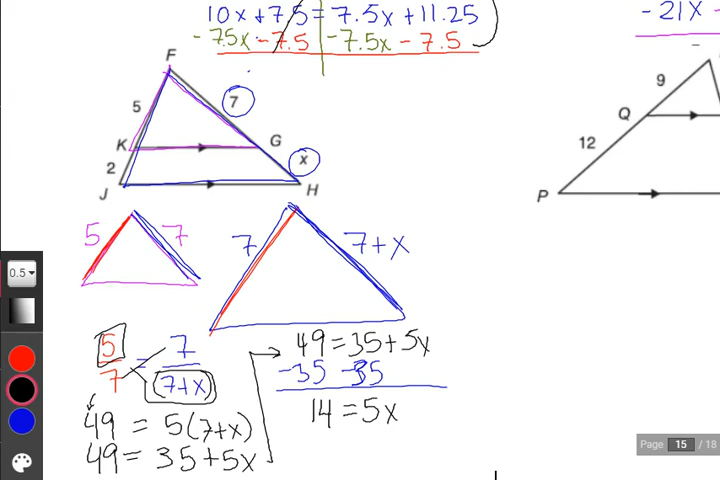 10x + 7.5 = 7.5x + 11.25
- 7.5x - 7.5 - 7.5x - 7.5
- 21x -
F
5
7
K
G
2
x
J
H
9
Q
12
P
5
7
7
7 + x
0.5
5
7
=
7
(7+x)
49 = 5(7+x)
49 = 35 + 5x
49 = 35 + 5x
-35 -35
14 = 5x
Page 15 / 18